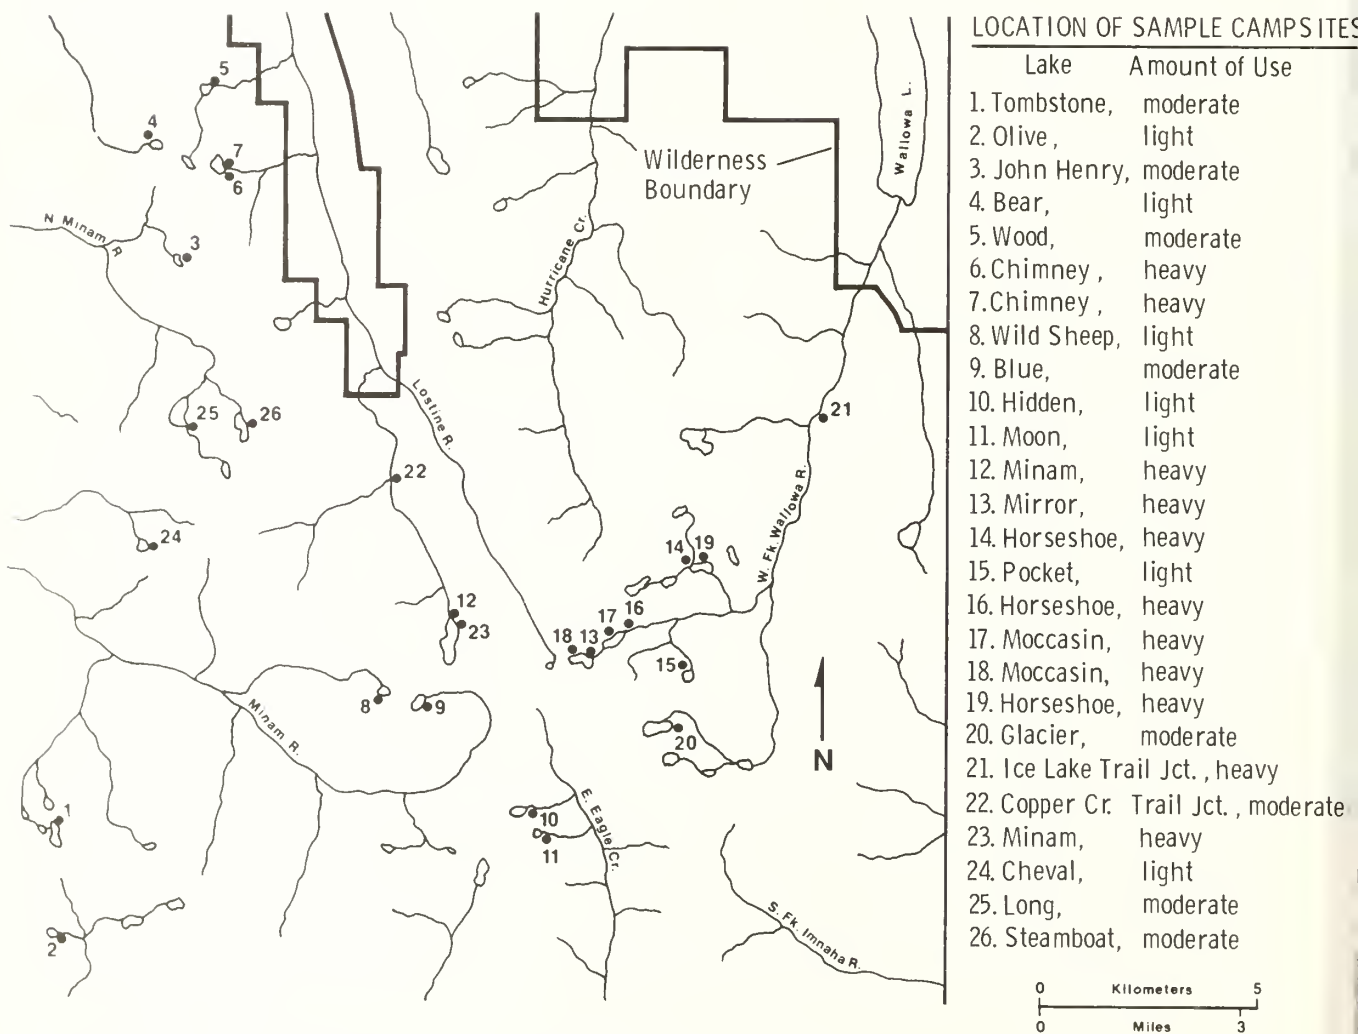 LOCATION OF SAMPLE CAMPSITES
Lake Amount of Use
1. Tombstone, moderate
2. Olive, light
3. John Henry, moderate
4. Bear, light
5. Wood, moderate
6. Chimney, heavy
7. Chimney, heavy
8. Wild Sheep, light
9. Blue, moderate
10. Hidden, light
11. Moon, light
12. Minam, heavy
13. Mirror, heavy
14. Horseshoe, heavy
15. Pocket, light
16. Horseshoe, heavy
17. Moccasin, heavy
18. Moccasin, heavy
19. Horseshoe, heavy
20. Glacier, moderate
21. Ice Lake Trail Jct., heavy
22. Copper Cr. Trail Jct., moderate
23. Minam, heavy
24. Cheval, light
25. Long, moderate
26. Steamboat, moderate
0 Kilometers 5
0 Miles 3
5
4
7
6
Wilderness
Boundary
Wallowa L.
N Minam R
3
Hurricane Cr.
Lostine R.
25
26
21
22
W. Fk. Wallowa R.
24
14
19
12
23
17
16
18
13
15
8
9
Minam R.
20
N
1
10
11
E. Eagle Cr.
2
S. Fk. Imnaha R.